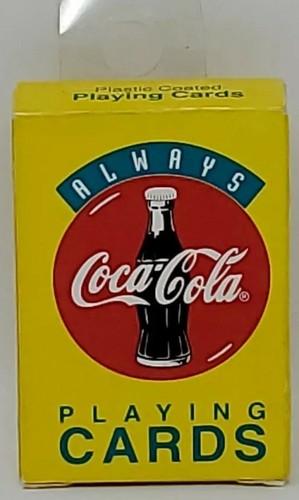 Plastic Coated
Playing Cards
ALWAYS
Coca-Cola®
PLAYING
CARDS